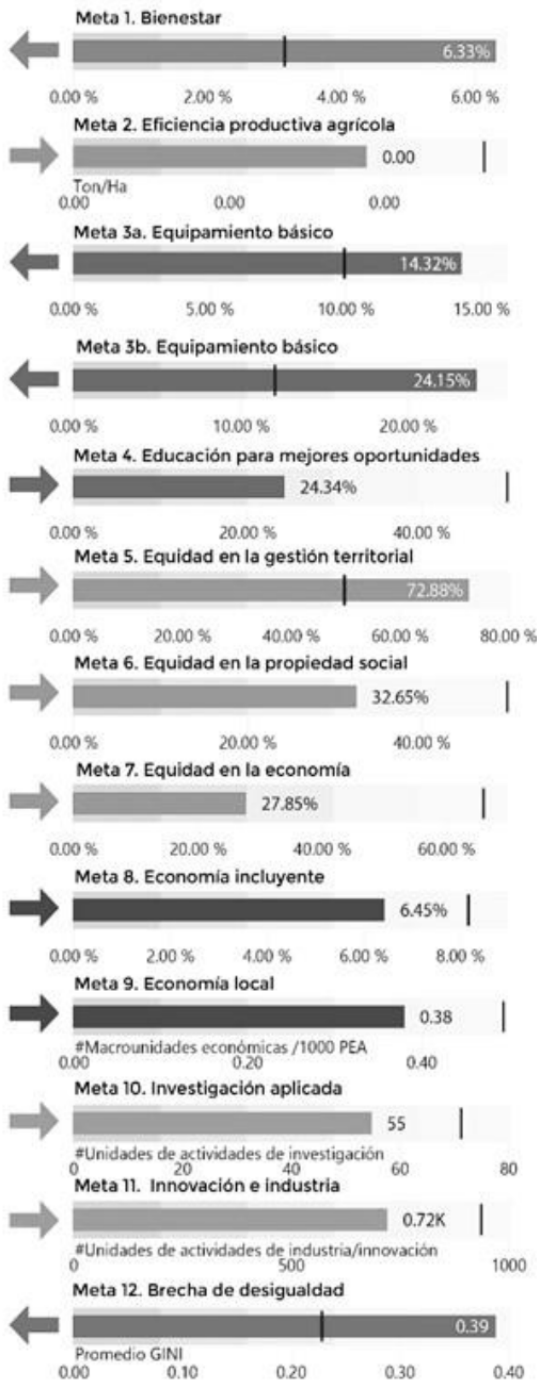 Meta 1. Bienestar
6.33%
0.00 % 2.00 % 4.00 % 6.00 %
Meta 2. Eficiencia productiva agrícola
0.00
Ton/Ha
0.00 0.00 0.00
Meta 3a. Equipamiento básico
14.32%
0.00 % 5.00 % 10.00 % 15.00 %
Meta 3b. Equipamiento básico
24.15%
0.00 % 10.00 % 20.00 %
Meta 4. Educación para mejores oportunidades
24.34%
0.00 % 20.00 % 40.00 %
Meta 5. Equidad en la gestión territorial
72.88%
0.00 % 20.00 % 40.00 % 60.00 % 80.00 %
Meta 6. Equidad en la propiedad social
32.65%
0.00 % 20.00 % 40.00 %
Meta 7. Equidad en la economía
27.85%
0.00 % 20.00 % 40.00 % 60.00 %
Meta 8. Economía incluyente
6.45%
0.00 % 2.00 % 4.00 % 6.00 % 8.00 %
Meta 9. Economía local
0.38
#Macrounidades económicas /1000 PEA
0.00 0.20 0.40
Meta 10. Investigación aplicada
55
#Unidades de actividades de investigación
0 20 40 60 80
Meta 11. Innovación e industria
0.72K
#Unidades de actividades de industria/innovación
0 500 1000
Meta 12. Brecha de desigualdad
0.39
Promedio GINI
0.00 0.10 0.20 0.30 0.40